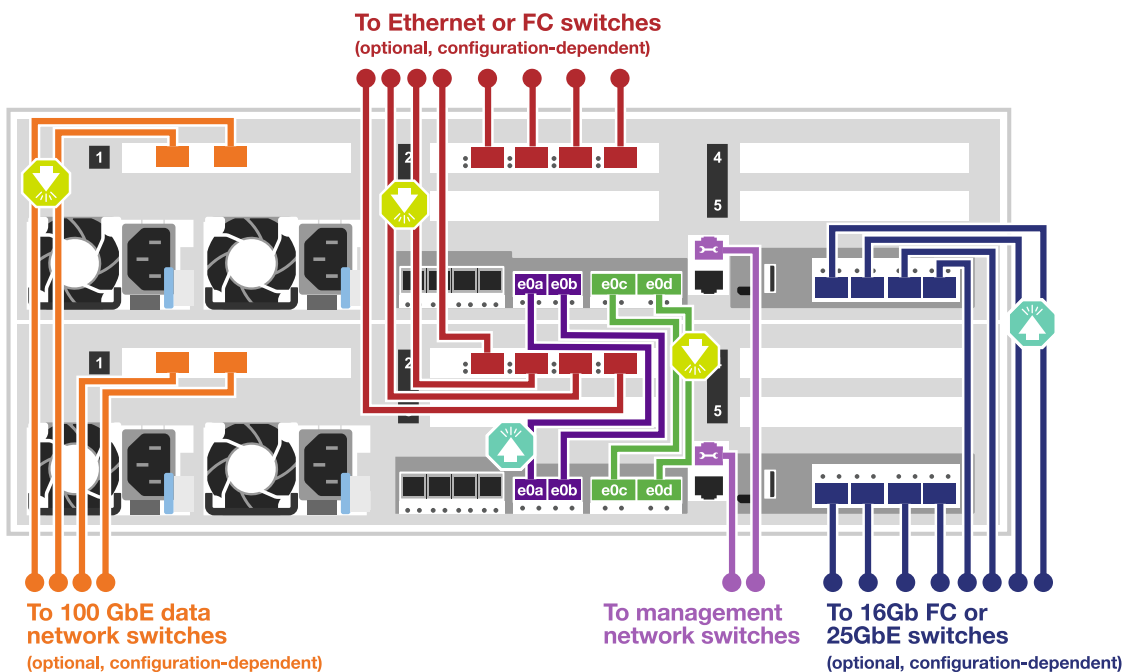 To Ethernet or FC switches
(optional, configuration-dependent)
1
2
4
5
e0a e0b e0c e0d
1
2
5
e0a e0b e0c e0d
To 100 GbE data
network switches
(optional, configuration-dependent)
To management
network switches
To 16Gb FC or
25GbE switches
(optional, configuration-dependent)